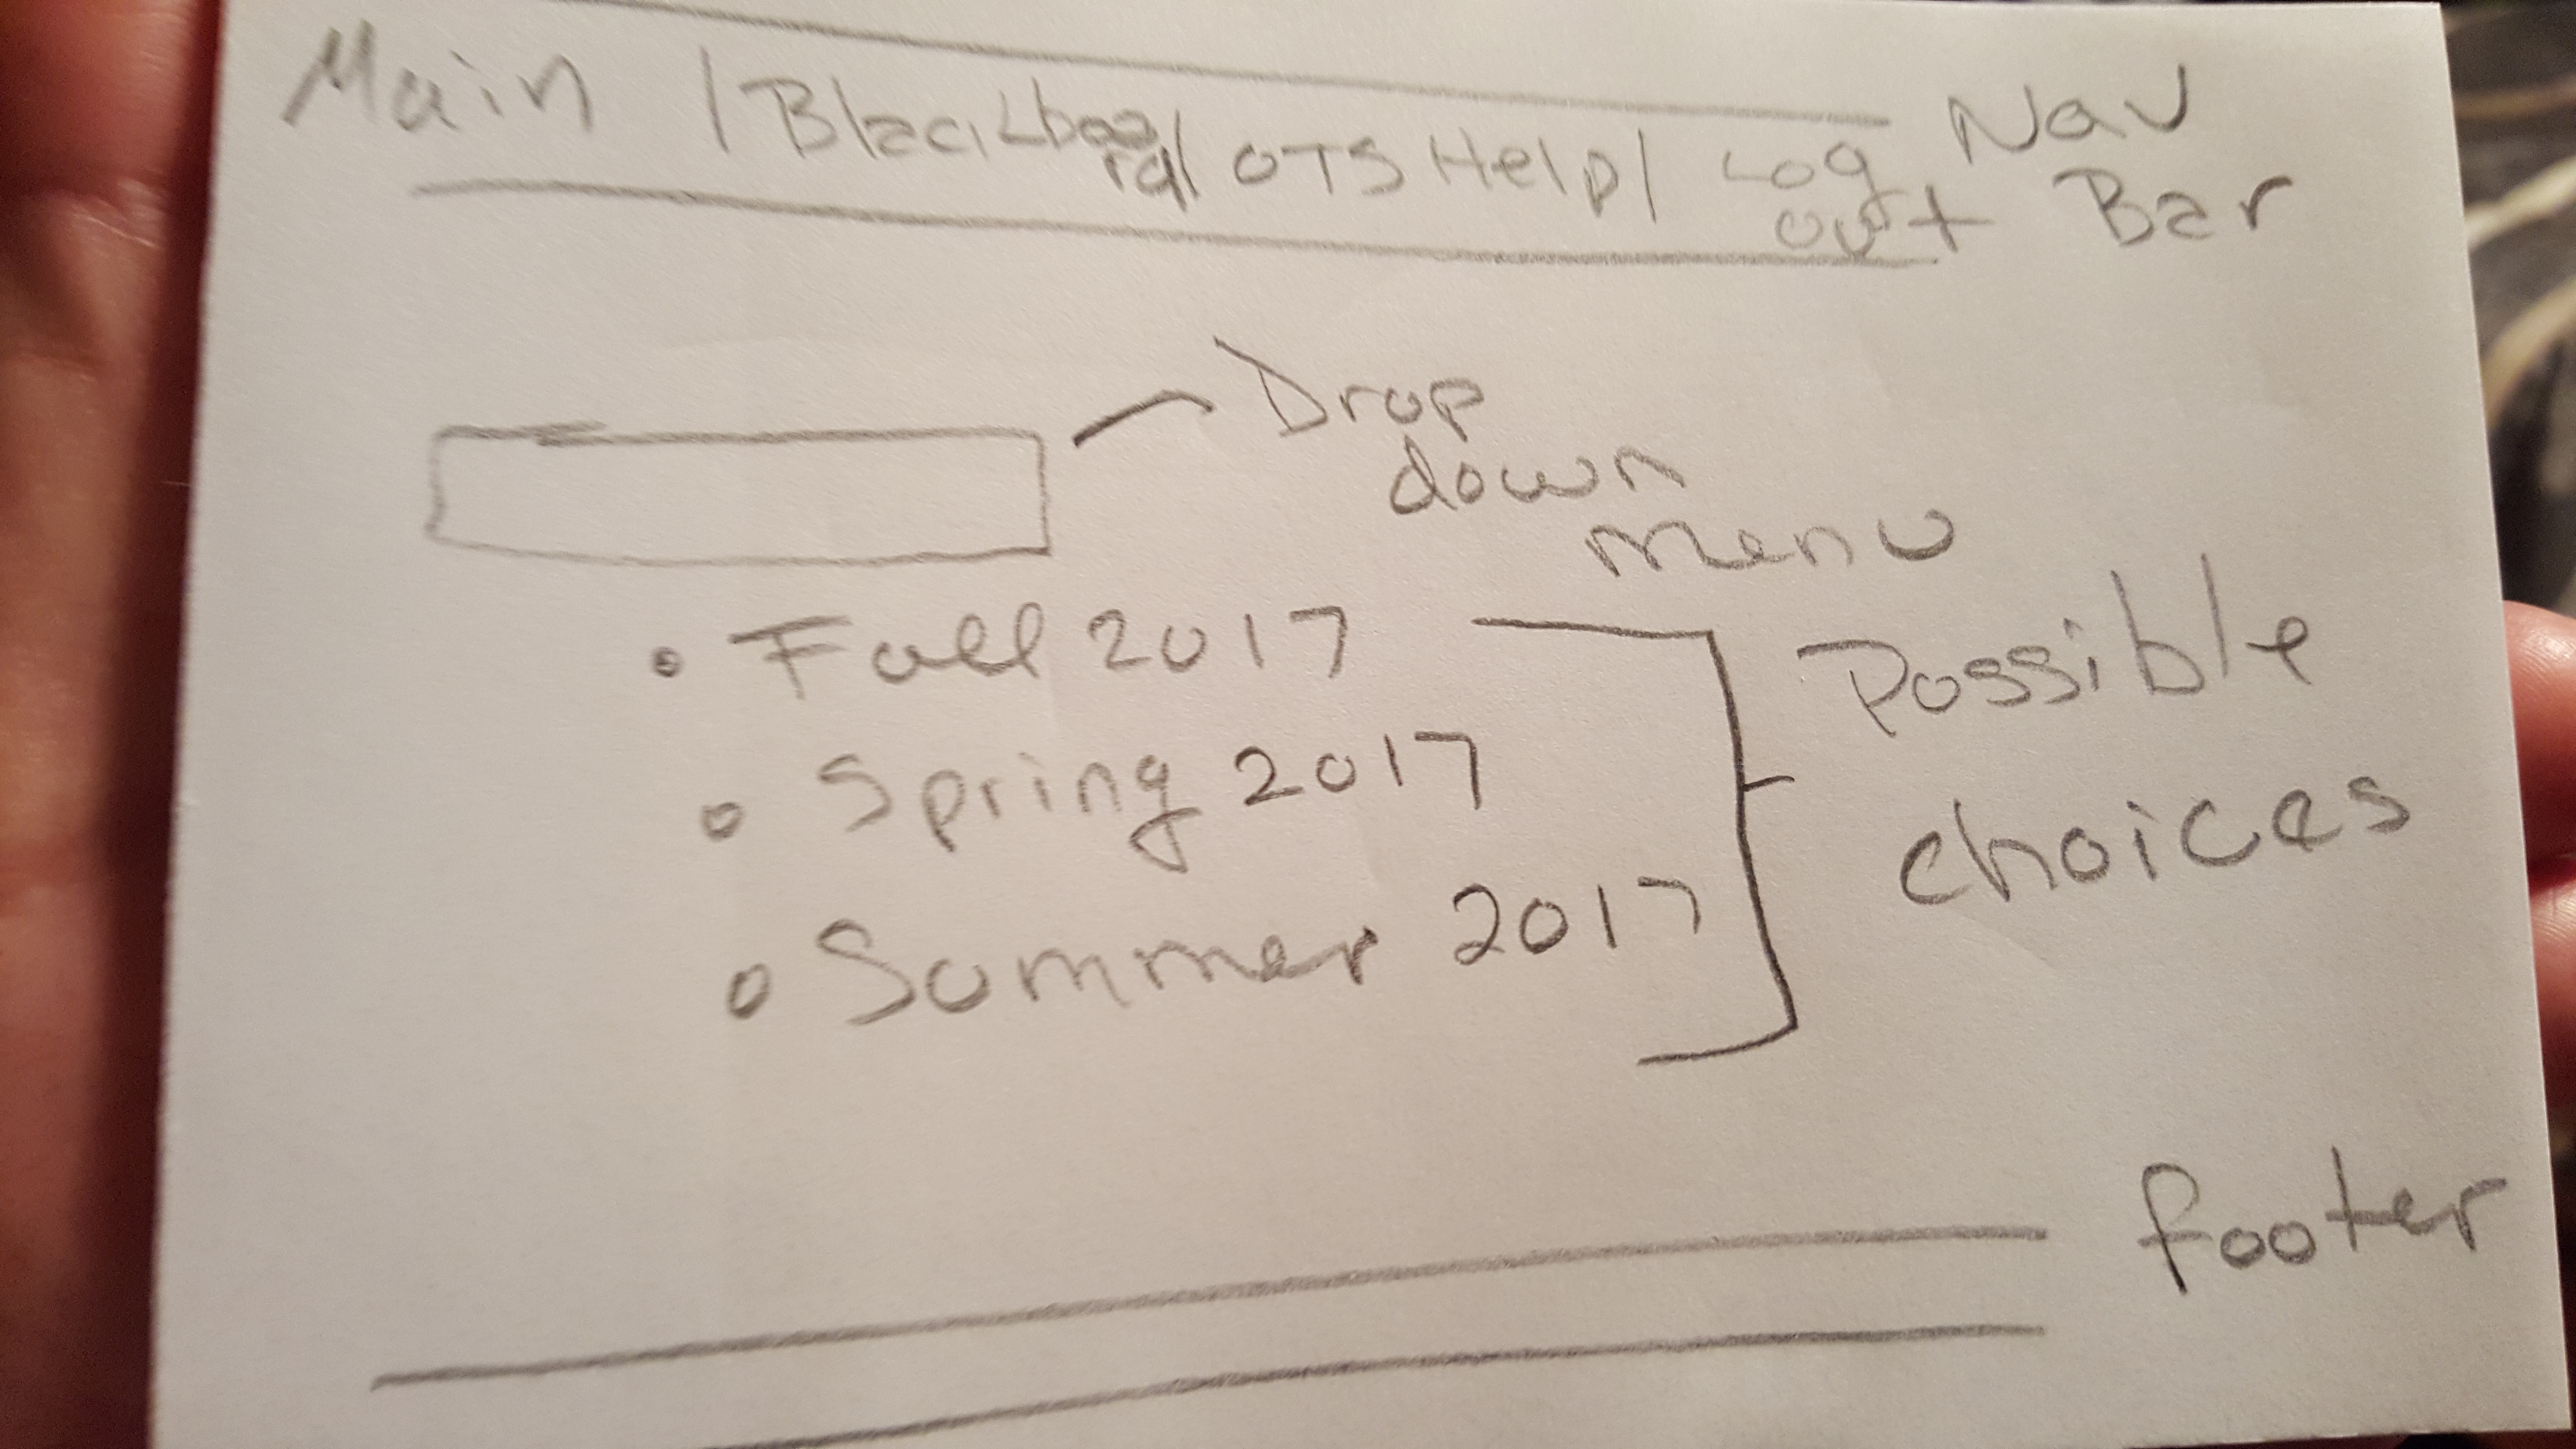 Main / Blackboard / OTS Help / Log out
Nav
Bar
Drop
down
menu
• Fall 2017
• Spring 2017
• Summer 2017
Possible
choices
footer